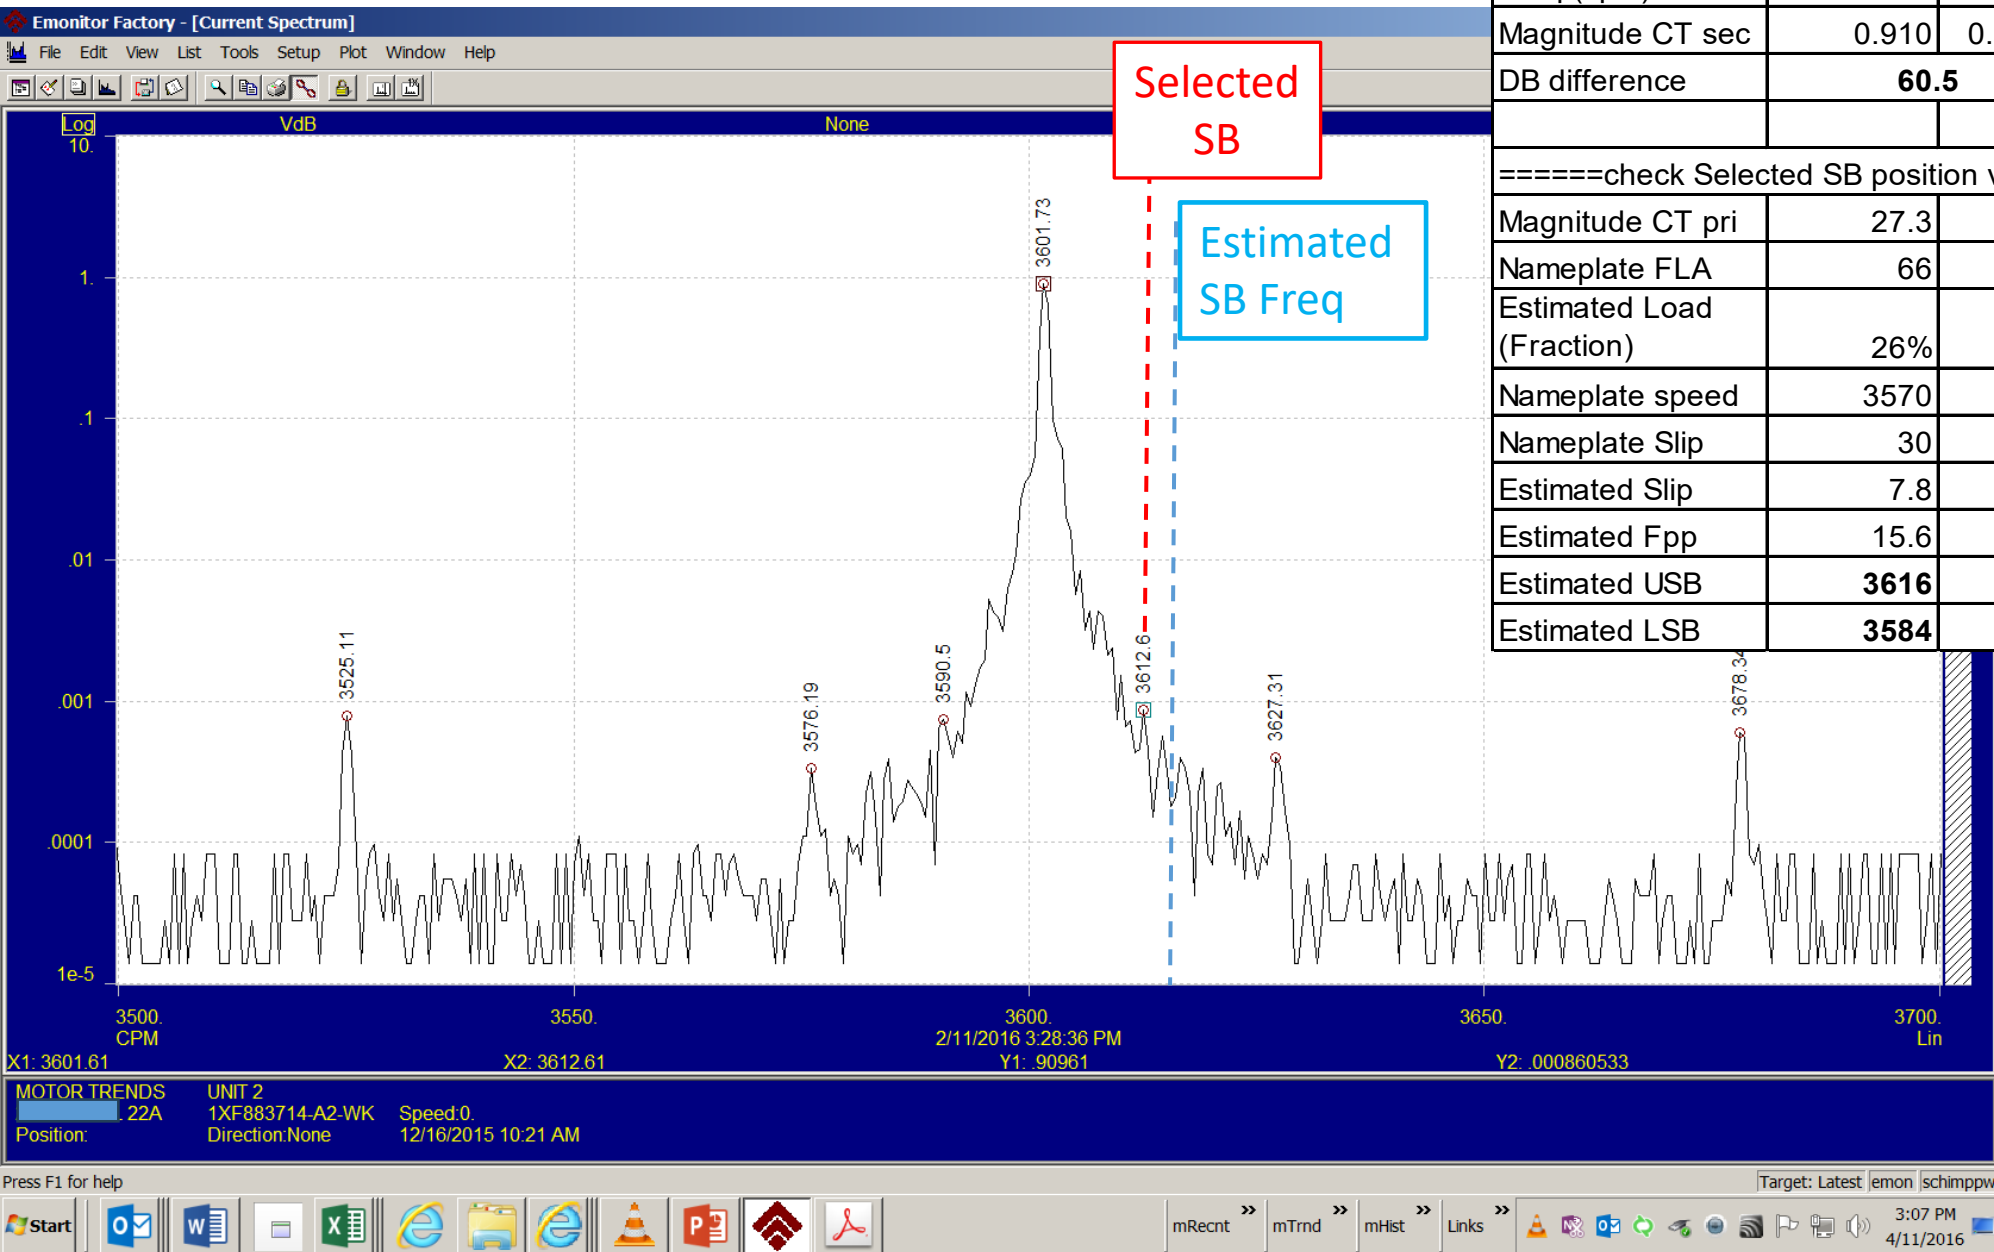 Emonitor Factory - [Current Spectrum]
File Edit View List Tools Setup Plot Window Help
Log VdB None
10.
1.
.1
.01
.001
.0001
1e-5
3525.11
3576.19
3590.5
3601.73
3612.6
3627.31
3678.34
Selected
SB
Estimated
SB Freq
Magnitude CT sec 0.910 0.
DB difference 60.5
======check Selected SB position
Magnitude CT pri 27.3
Nameplate FLA 66
Estimated Load
(Fraction) 26%
Nameplate speed 3570
Nameplate Slip 30
Estimated Slip 7.8
Estimated Fpp 15.6
Estimated USB 3616
Estimated LSB 3584
3500. 3550. 3600. 3650. 3700.
CPM 2/11/2016 3:28:36 PM Lin
X1: 3601.61 X2: 3612.61 Y1: .90961 Y2: .000860533
MOTOR TRENDS UNIT 2
22A 1XF883714-A2-WK Speed:0.
Position: Direction:None 12/16/2015 10:21 AM
Press F1 for help Target: Latest emon schimppw
Start mRecnt » mTrnd » mHist » Links » 3:07 PM
4/11/2016